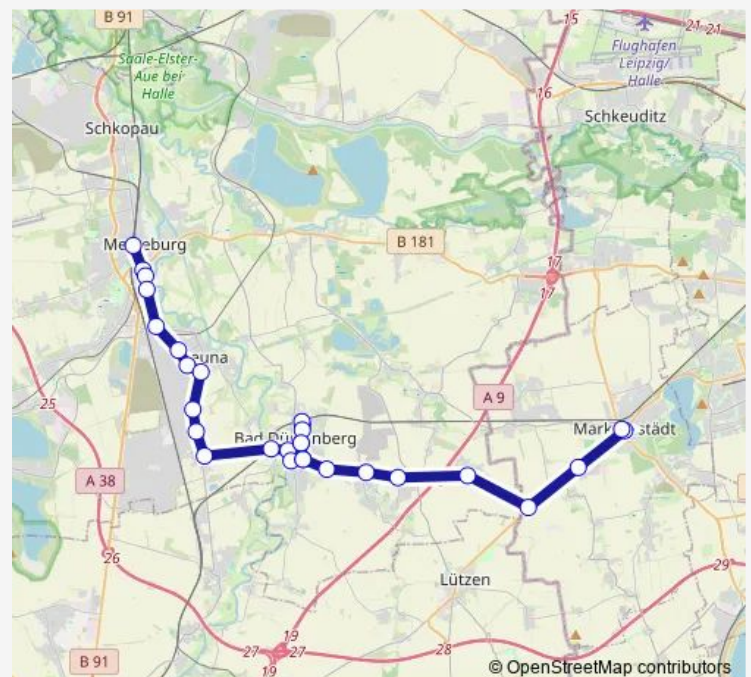 B 91
15
21 21
Saale-Elster-
Aue bei
Halle
Flughafen
Leipzig/
Halle
16
Schkopau
Schkeuditz
B 181
17
17
25
A 9
A 38
26
Lützen
29
19
27 27
28
19
B 91
© OpenStreetMap contributors